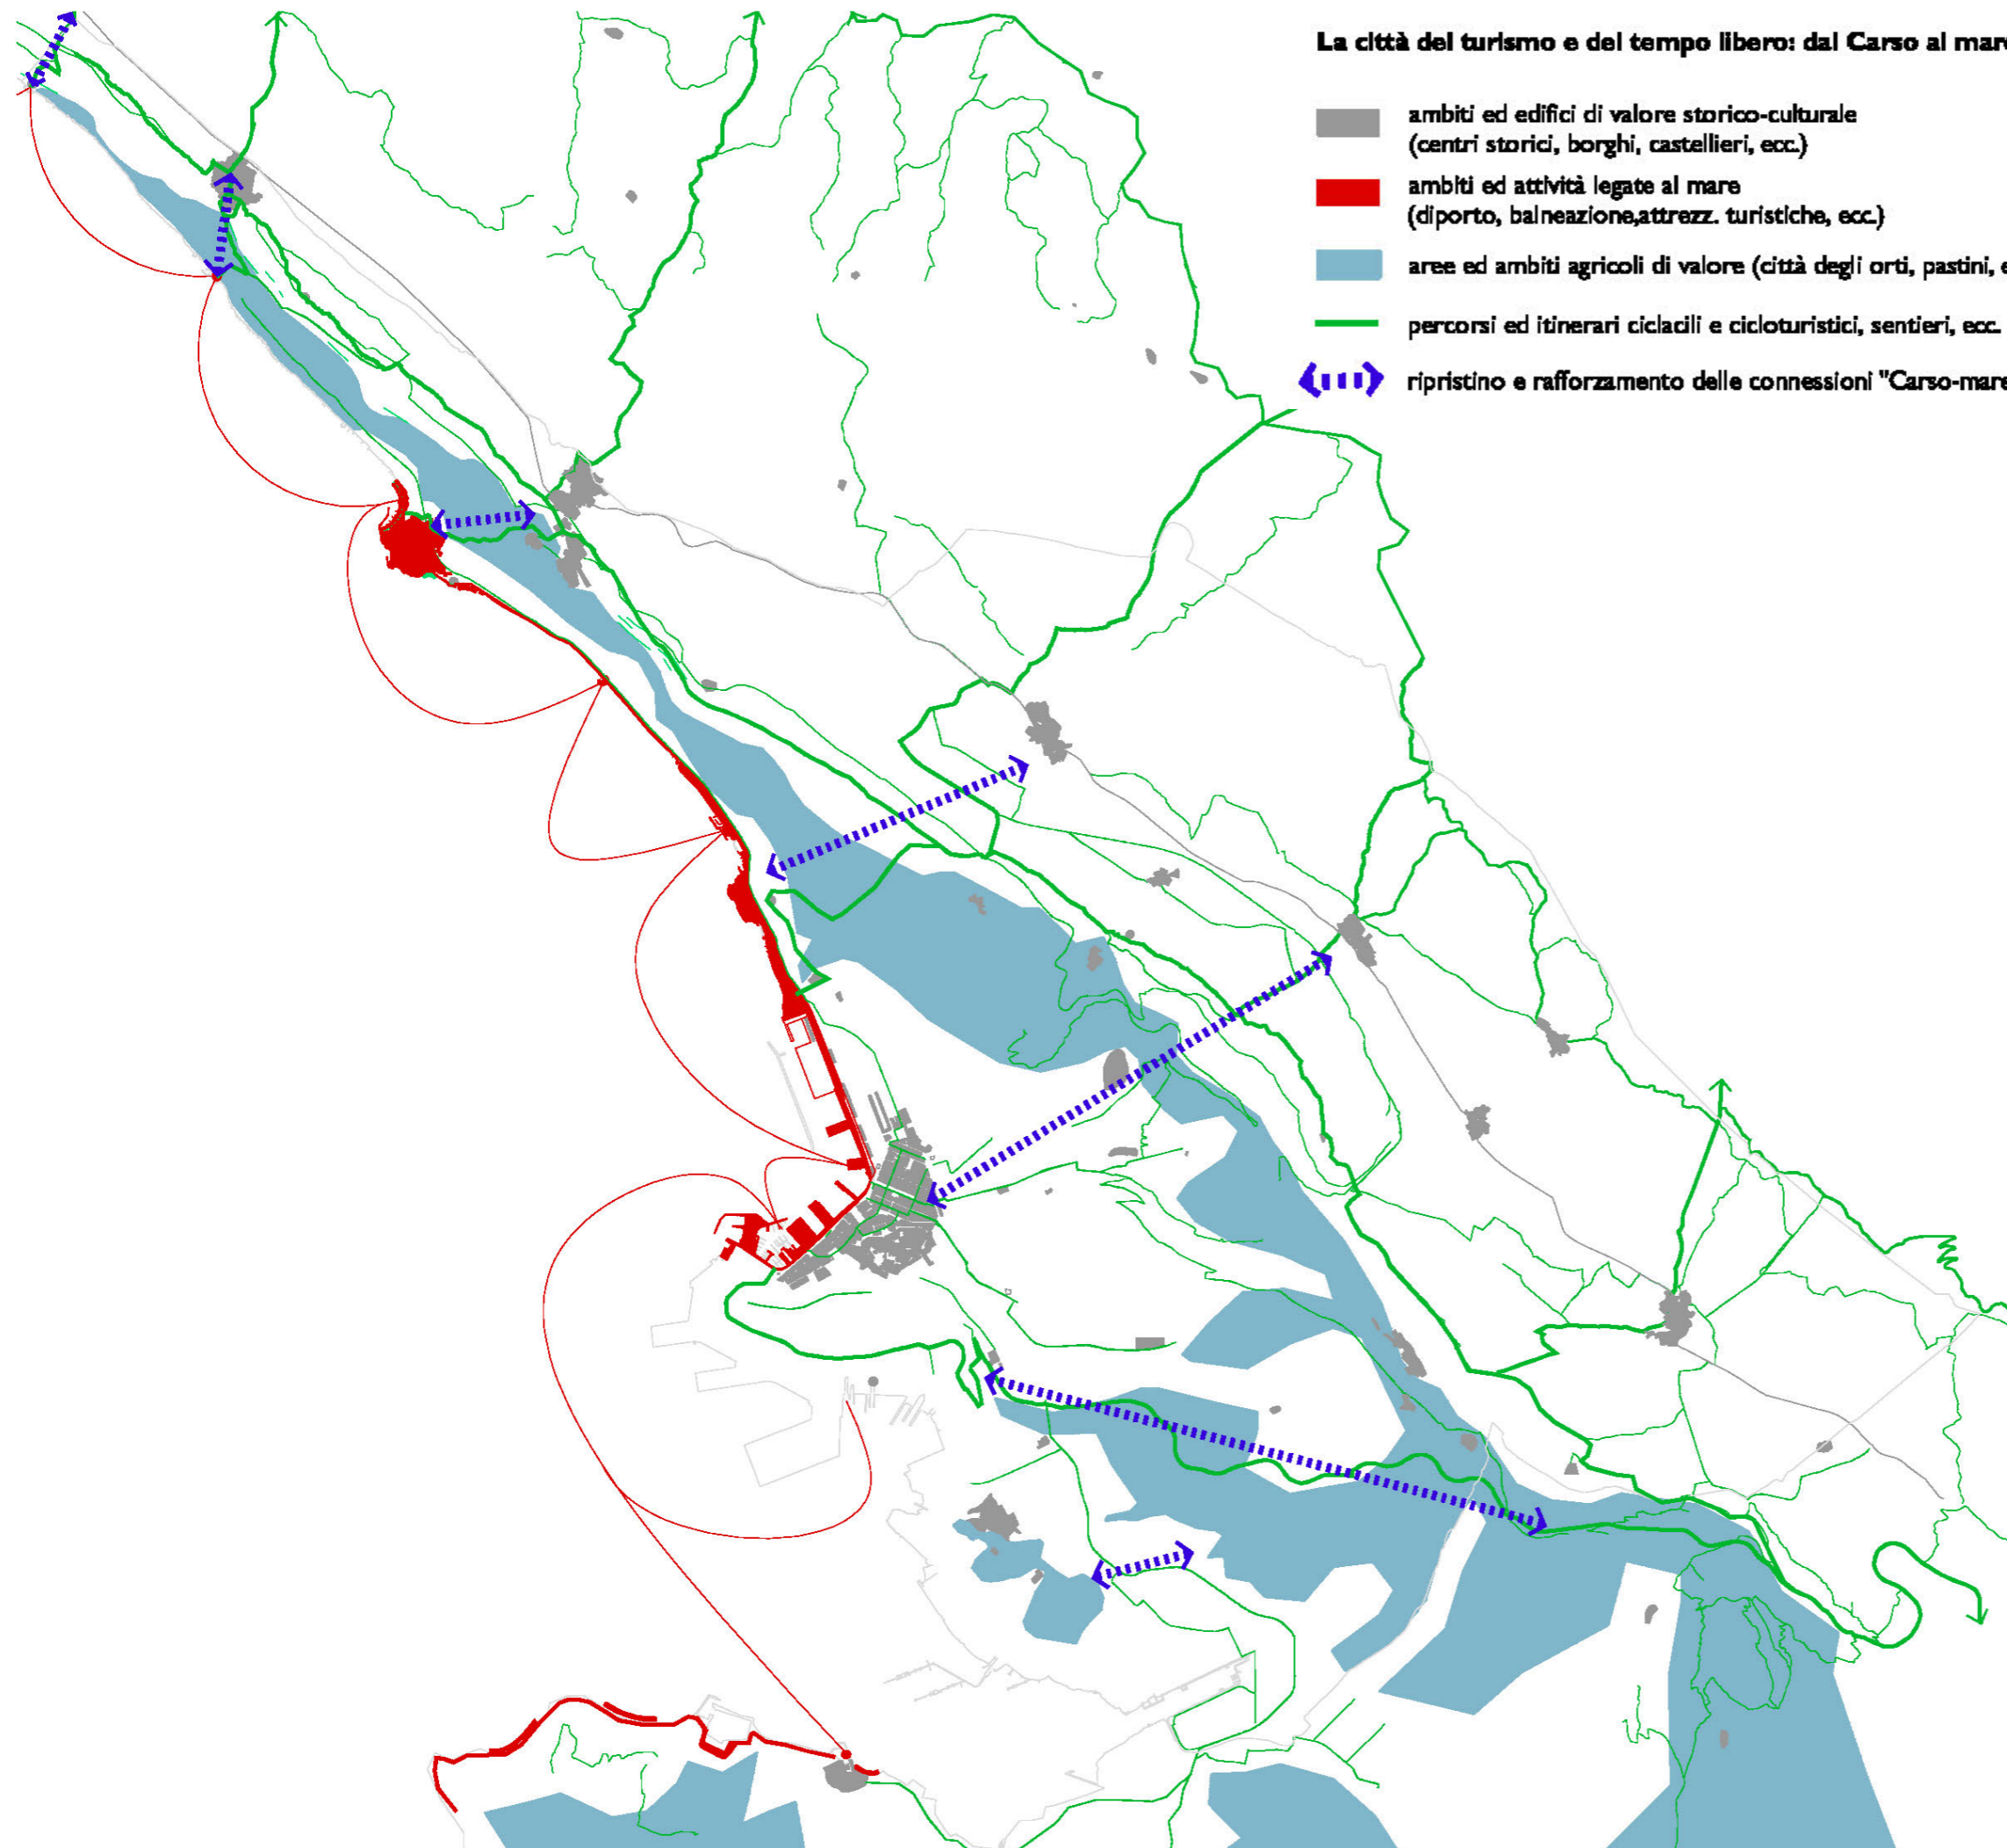 La città del turismo e del tempo libero: dal Carso al mare
ambiti ed edifici di valore storico-culturale
(centri storici, borghi, castellieri, ecc.)
ambiti ed attività legate al mare
(diporto, balneazione,attrezz. turistiche, ecc.)
aree ed ambiti agricoli di valore (città degli orti, pastini, e
percorsi ed itinerari ciclacili e cicloturistici, sentieri, ecc.
ripristino e rafforzamento delle connessioni "Carso-mare